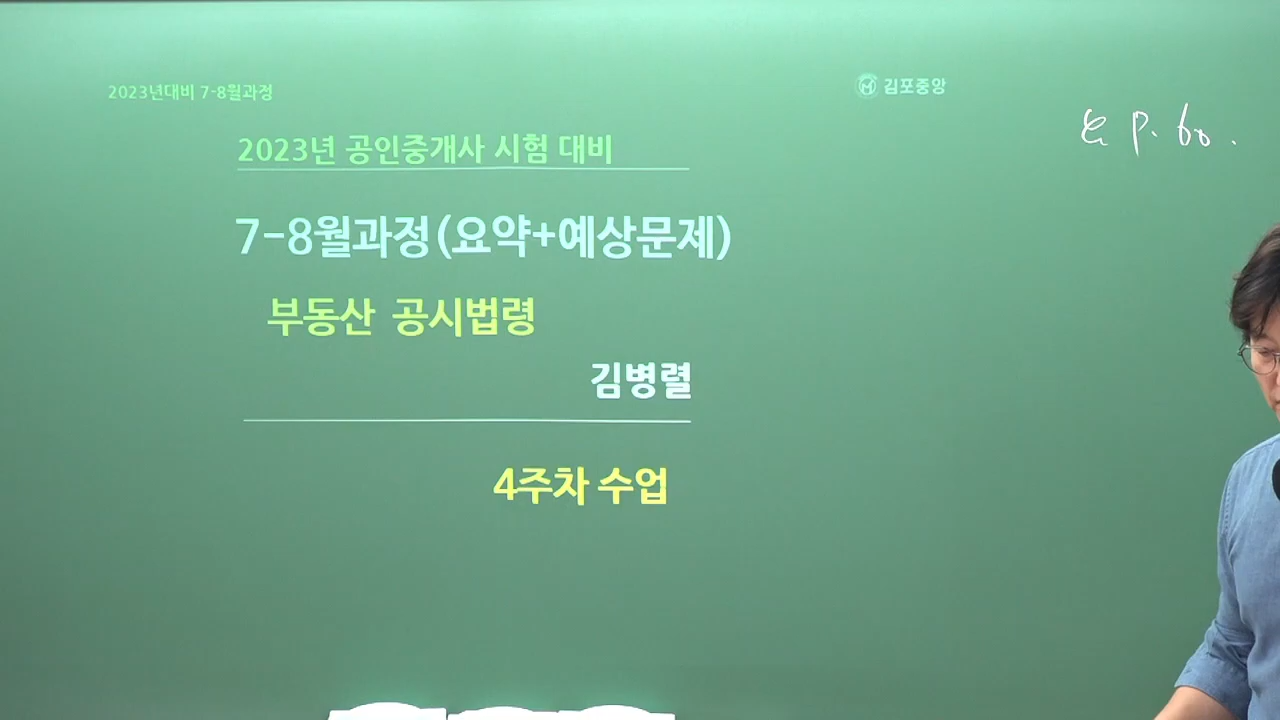 2023년대비 7-8월과정
김포중앙
2023년 공인중개사 시험 대비
p. 60.
7-8월과정(요약+예상문제)
부동산 공시법령
김병렬
4주차 수업